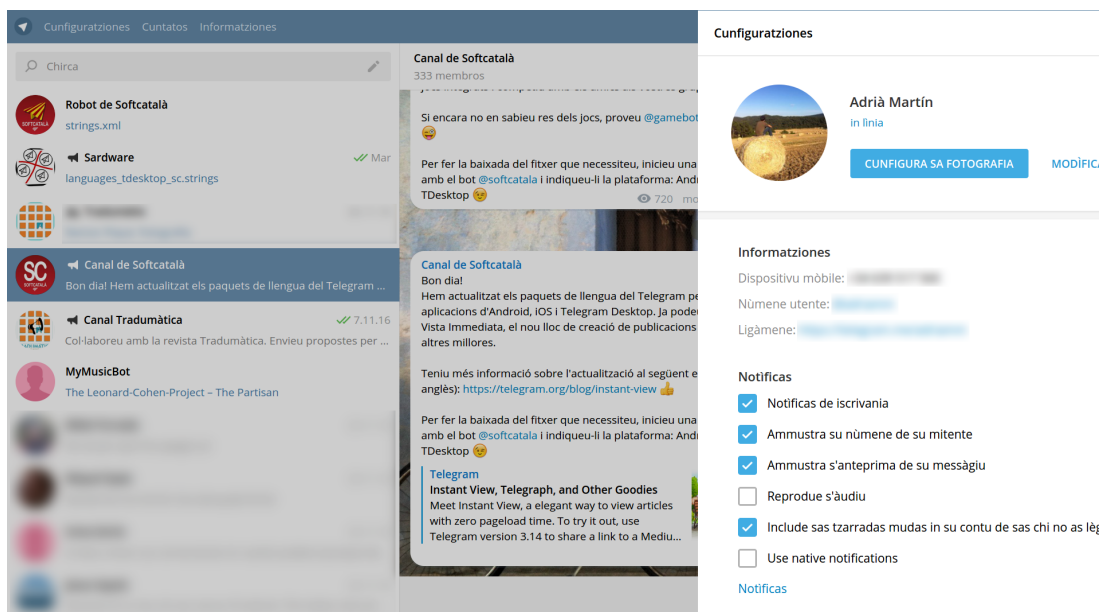 Cunfiguratziones Cuntatos Informatziones
Chirca
Robot de Softcatalà
strings.xml
Sardware
Mar
languages_tdesktop_sc.strings
Canal de Softcatalà
Bon dia! Hem actualitzat els paquets de llengua del Telegram ...
Canal Tradumàtica
7.11.16
Col·laboreu amb la revista Tradumàtica. Envieu propostes per ...
MyMusicBot
The Leonard-Cohen-Project – The Partisan
SOFTCATALÀ
SC
SOFTCATALÀ
Canal de Softcatalà
333 membros
Si encara no en sabieu res dels jocs, proveu @gamebot
Per fer la baixada del fitxer que necessiteu, inicieu una
amb el bot @softcatala i indiqueu-li la plataforma: Andr
TDesktop
720
Canal de Softcatalà
Bon dia!
Hem actualitzat els paquets de llengua del Telegram pe
aplicacions d'Android, iOS i Telegram Desktop. Ja podeu
Vista Immediata, el nou lloc de creació de publicacions
altres millores.
Teniu més informació sobre l'actualització al següent e
anglès): https://telegram.org/blog/instant-view
Per fer la baixada del fitxer que necessiteu, inicieu una
amb el bot @softcatala i indiqueu-li la plataforma: Andr
TDesktop
Telegram
Instant View, Telegraph, and Other Goodies
Meet Instant View, a elegant way to view articles
with zero pageload time. To try it out, use
Telegram version 3.14 to share a link to a Mediu...
Cunfiguratziones
Adrià Martín
in lìnia
CUNFIGURA SA FOTOGRAFIA
MODÌFICA
Informatziones
Dispositivu mòbile:
Nùmene utente:
Ligàmene:
Notìficas
Notìficas de iscrivania
Ammustra su nùmene de su mitente
Ammustra s'anteprima de su messàgiu
Reprodue s'àudiu
Include sas tzarradas mudas in su contu de sas chi no as lèg
Use native notifications
Notìficas